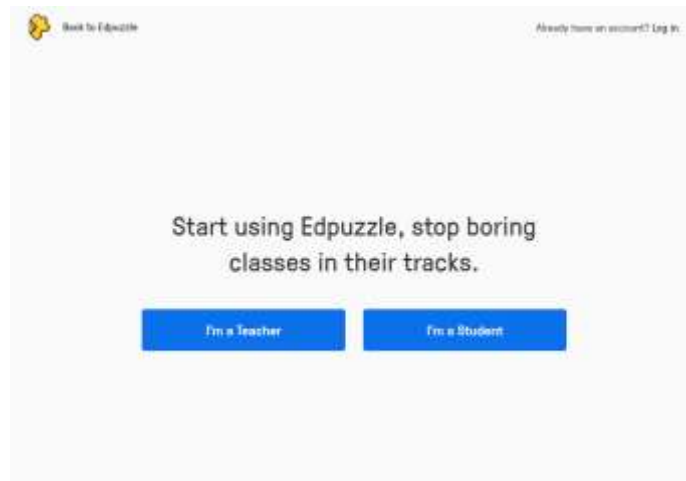 Back to Edpuzzle
Already have an account? Log in
Start using Edpuzzle, stop boring
classes in their tracks.
I'm a Teacher
I'm a Student